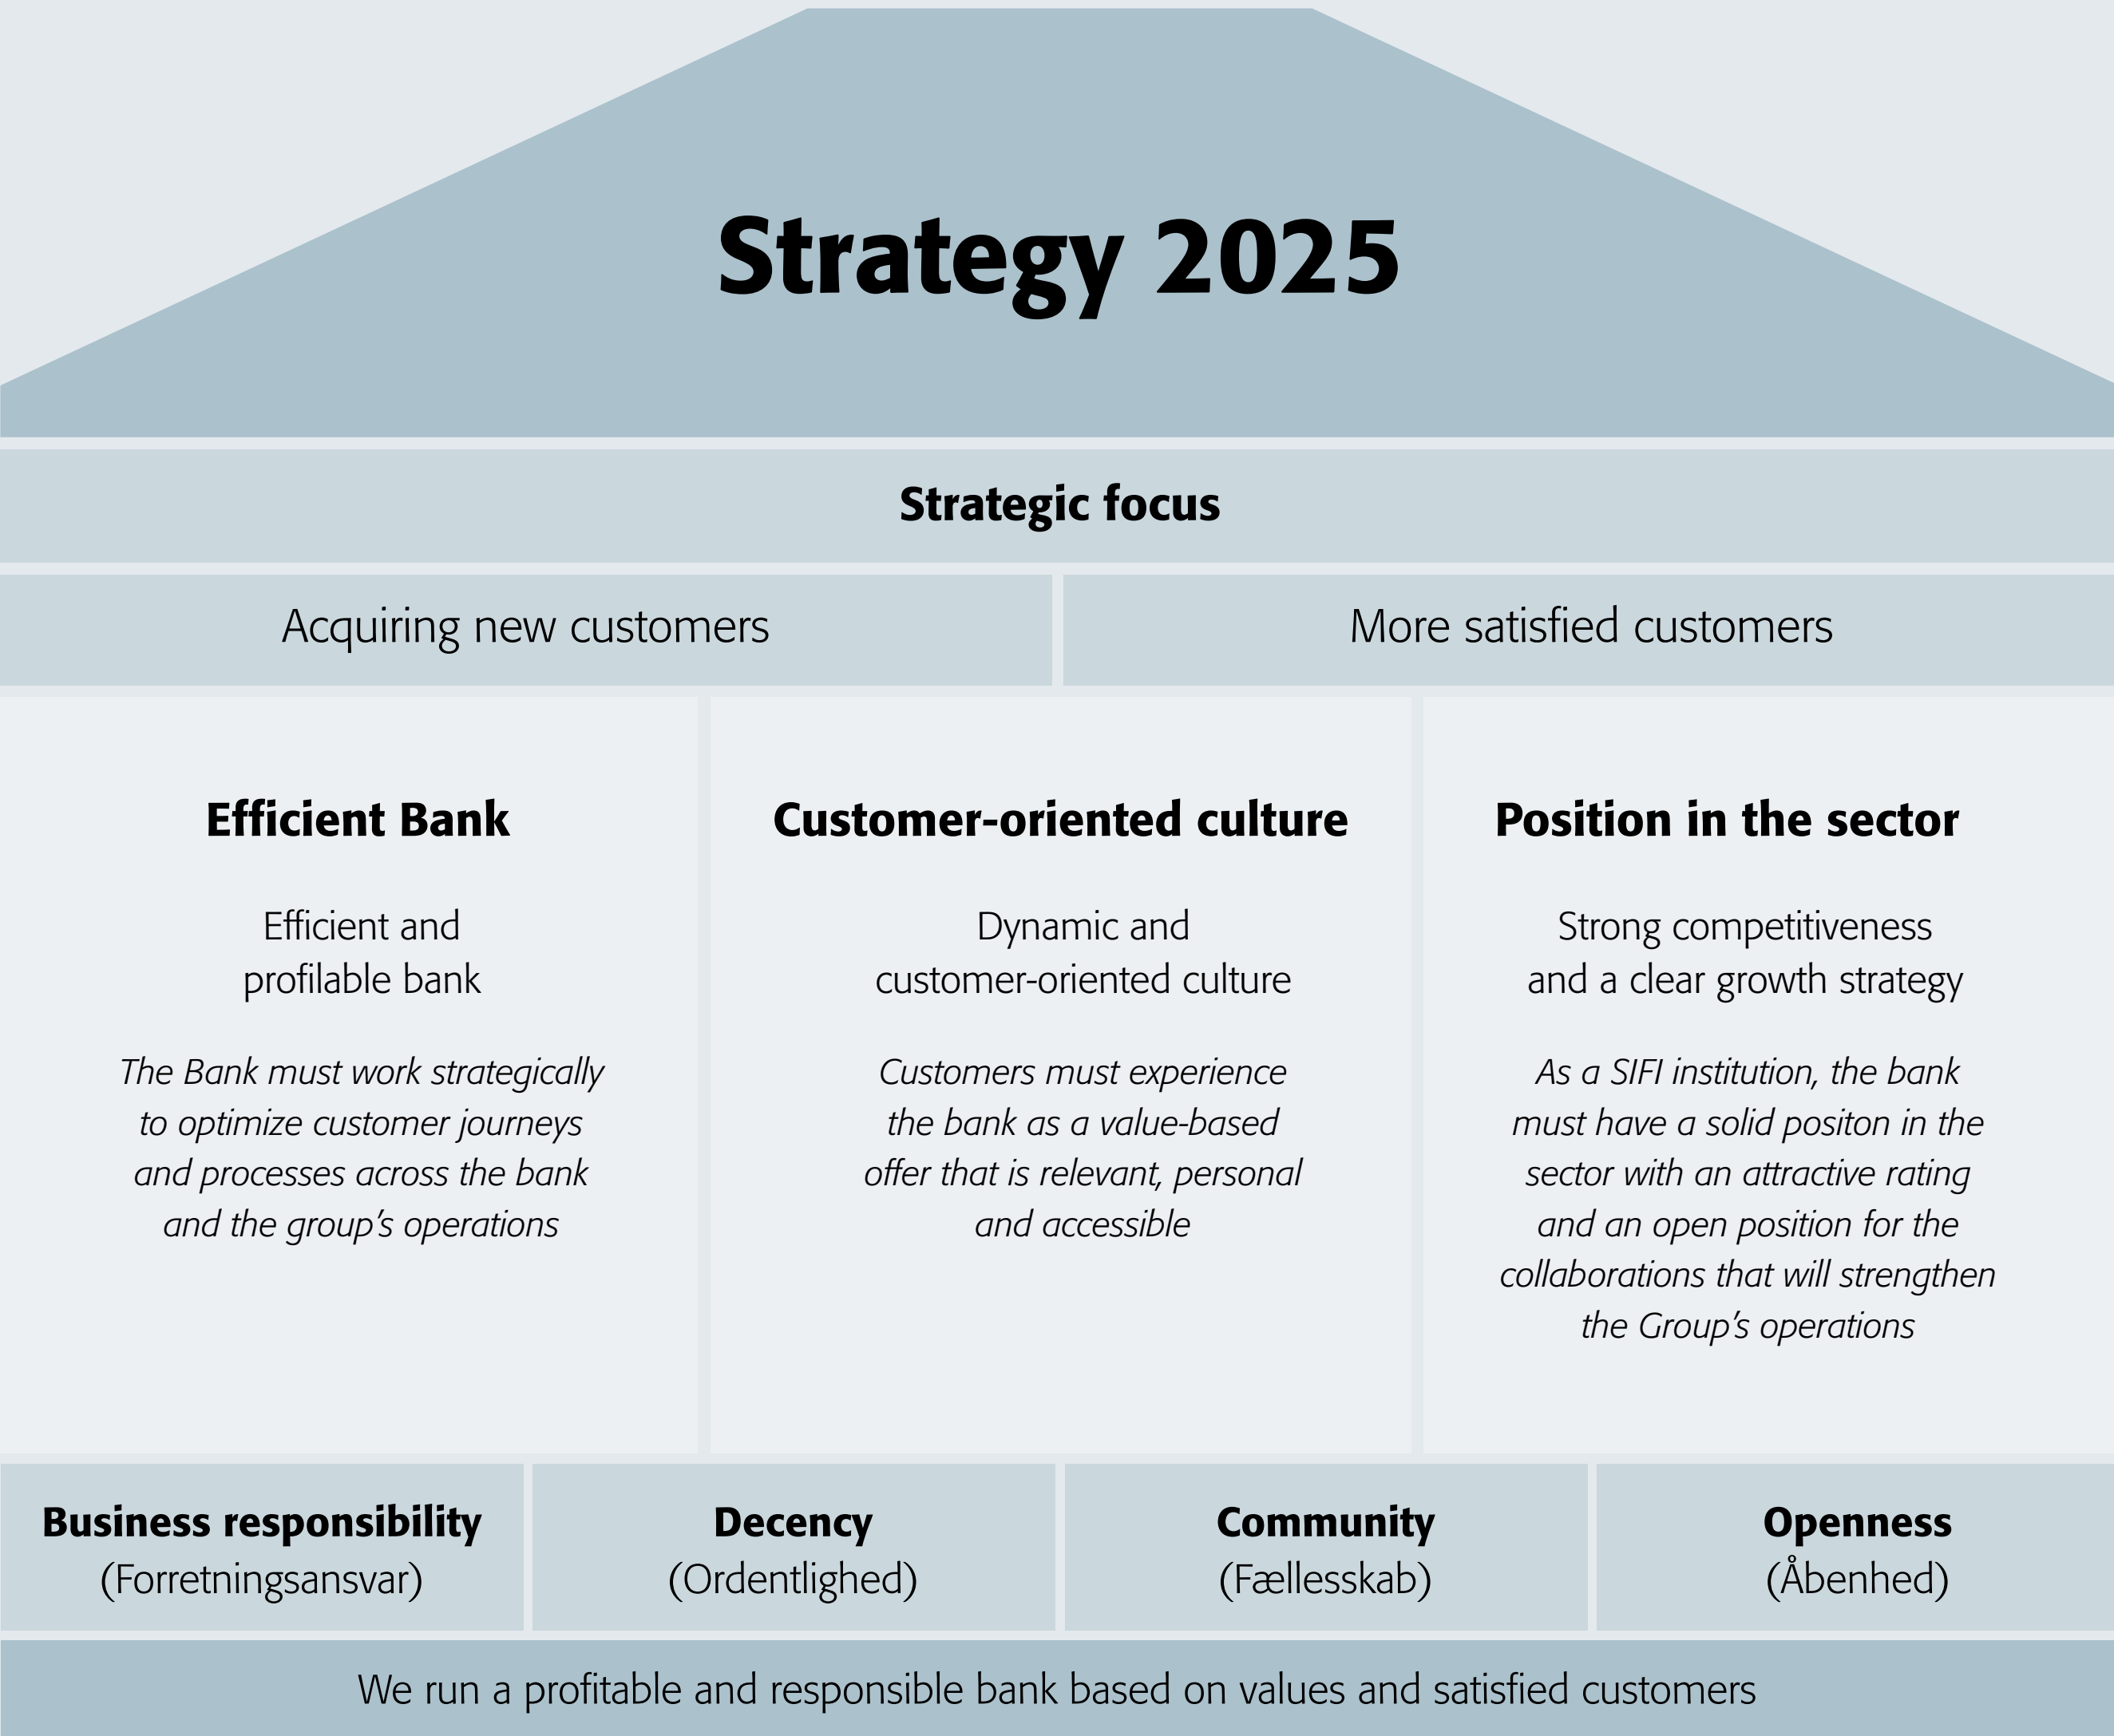 Strategy 2025
Strategic focus
Acquiring new customers
More satisfied customers
Efficient Bank
Efficient and
profilable bank
The Bank must work strategically
to optimize customer journeys
and processes across the bank
and the group’s operations
Customer-oriented culture
Dynamic and
customer-oriented culture
Customers must experience
the bank as a value-based
offer that is relevant, personal
and accessible
Position in the sector
Strong competitiveness
and a clear growth strategy
As a SIFI institution, the bank
must have a solid positon in the
sector with an attractive rating
and an open position for the
collaborations that will strengthen
the Group’s operations
Business responsibility
(Forretningsansvar)
Decency
(Ordentlighed)
Community
(Fællesskab)
Openness
(Åbenhed)
We run a profitable and responsible bank based on values and satisfied customers